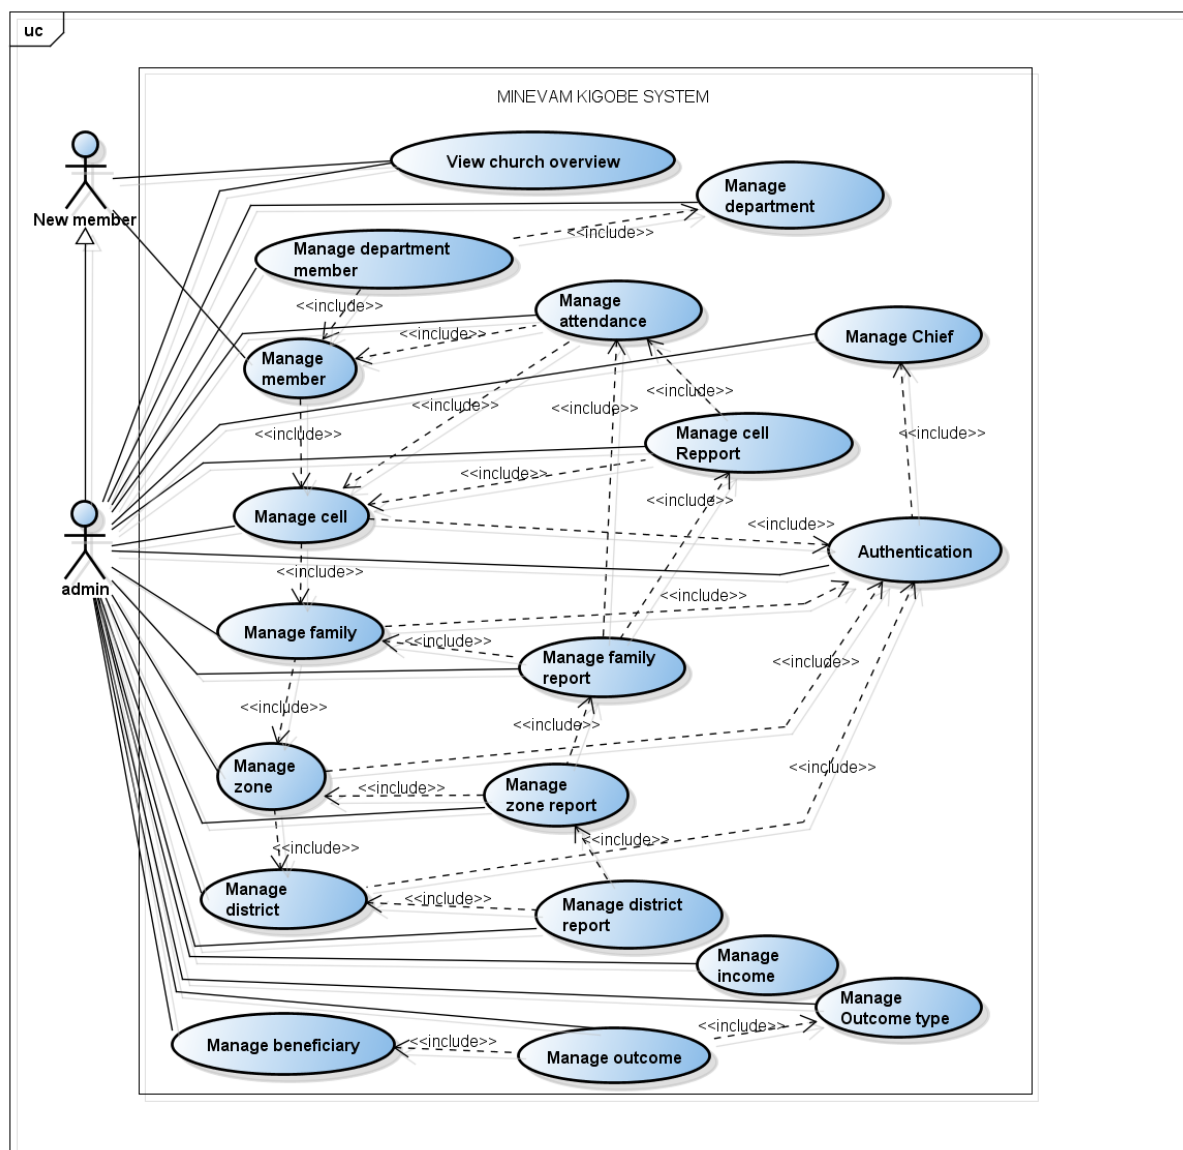 uc
MINEVAM KIGOBE SYSTEM
View church overview
New member
Manage
department
<<include>>
Manage department
member
<<include>>
Manage
attendance
<<include>>
Manage Chief
Manage
member
<<include>>
<<include>>
<<include>>
<<include>>
<<include>>
Manage cell
Repport
<<include>>
<<include>>
<<include>>
Manage cell
<<include>>
Authentication
admin
<<include>>
<<include>>
Manage family
<<include>>
Manage family
report
<<include>>
<<include>>
<<include>>
Manage
zone
<<include>>
<<include>>
Manage
zone report
<<include>>
<<include>>
Manage
district
<<include>>
Manage district
report
Manage
income
Manage
Outcome type
<<include>>
Manage beneficiary
<<include>>
Manage outcome